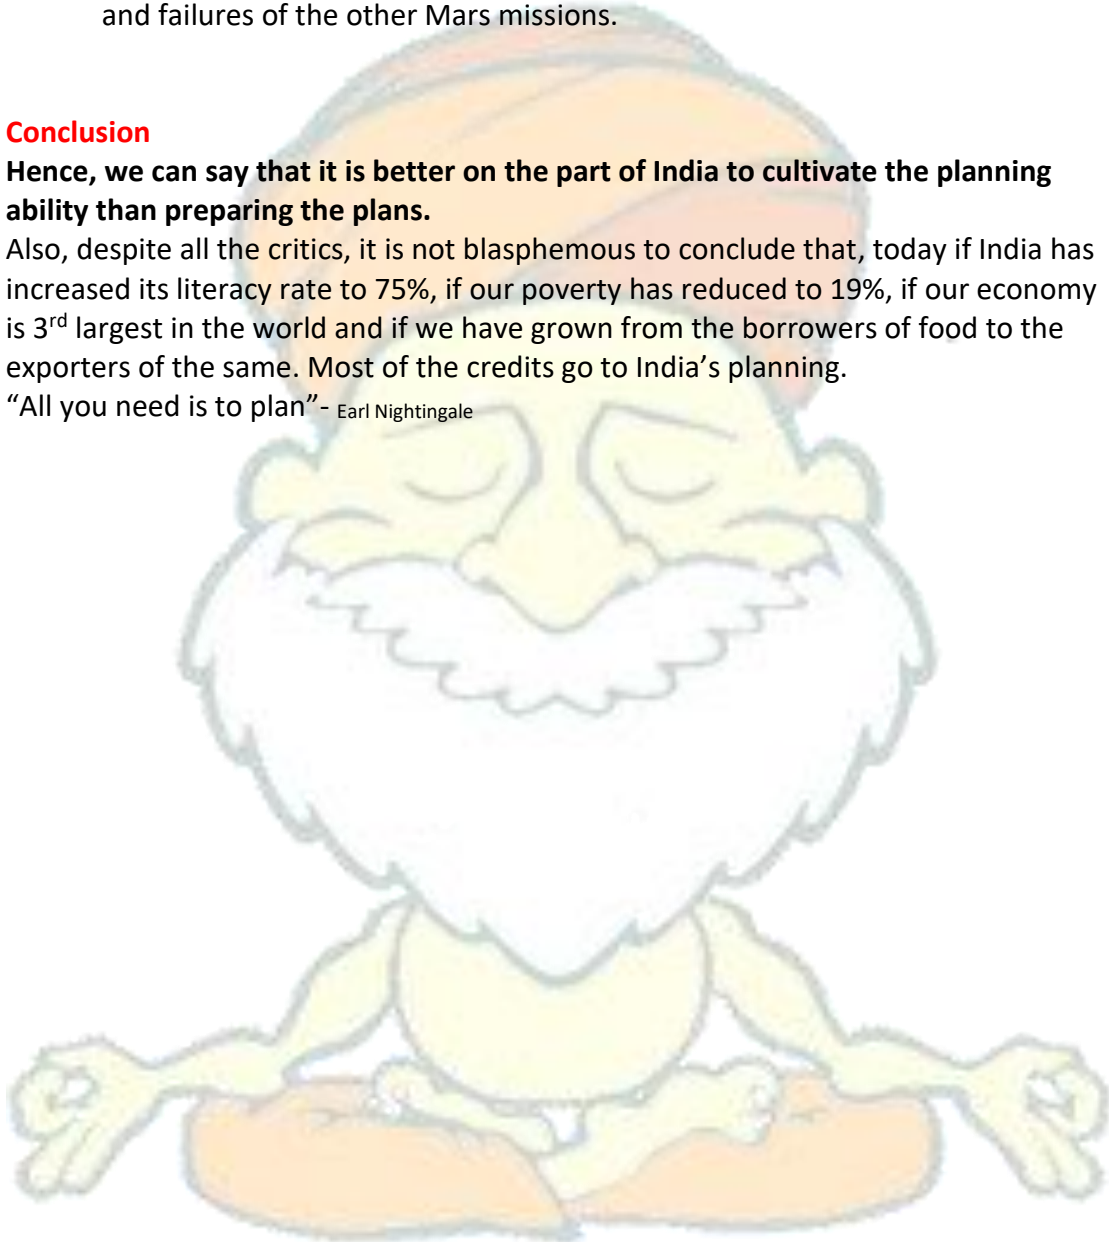 and failures of the other Mars missions.
Conclusion
Hence, we can say that it is better on the part of India to cultivate the planning
ability than preparing the plans.
Also, despite all the critics, it is not blasphemous to conclude that, today if India has
increased its literacy rate to 75%, if our poverty has reduced to 19%, if our economy
is 3rd largest in the world and if we have grown from the borrowers of food to the
exporters of the same. Most of the credits go to India’s planning.
“All you need is to plan”- Earl Nightingale